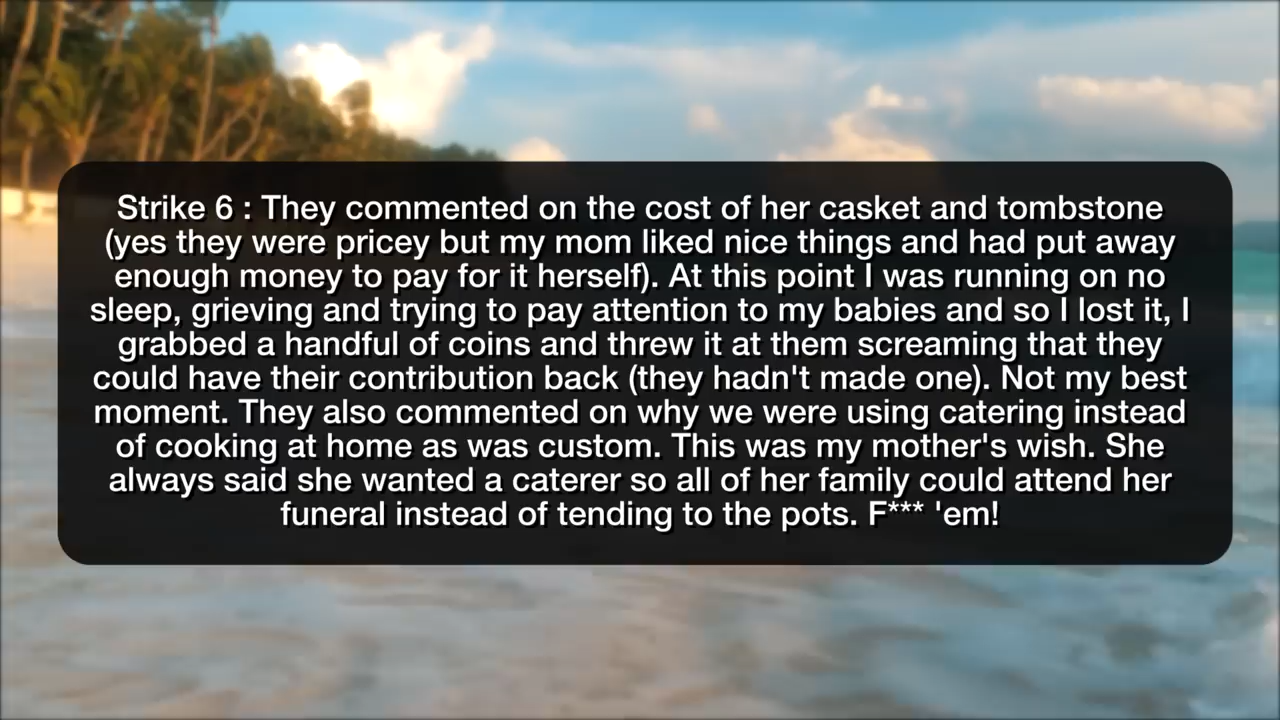 Strike 6 : They commented on the cost of her casket and tombstone
(yes they were pricey but my mom liked nice things and had put away
enough money to pay for it herself). At this point I was running on no
sleep, grieving and trying to pay attention to my babies and so I lost it, I
grabbed a handful of coins and threw it at them screaming that they
could have their contribution back (they hadn't made one). Not my best
moment. They also commented on why we were using catering instead
of cooking at home as was custom. This was my mother's wish. She
always said she wanted a caterer so all of her family could attend her
funeral instead of tending to the pots. F*** 'em!